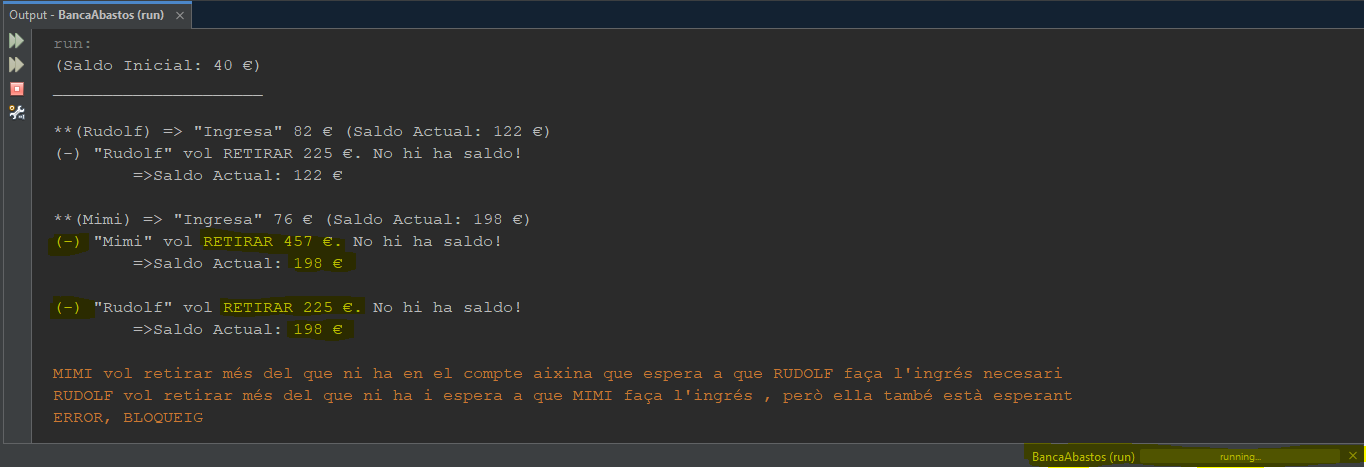 Output - BancaAbastos (run) ×
run:
(Saldo Inicial: 40 €)
_____________________
**(Rudolf) => "Ingresa" 82 € (Saldo Actual: 122 €)
(-) "Rudolf" vol RETIRAR 225 €. No hi ha saldo!
=>Saldo Actual: 122 €
**(Mimi) => "Ingresa" 76 € (Saldo Actual: 198 €)
(-) "Mimi" vol RETIRAR 457 €. No hi ha saldo!
=>Saldo Actual: 198 €
(-) "Rudolf" vol RETIRAR 225 €. No hi ha saldo!
=>Saldo Actual: 198 €
MIMI vol retirar més del que ni ha en el compte aixina que espera a que RUDOLF faça l'ingrés necesari
RUDOLF vol retirar més del que ni ha i espera a que MIMI faça l'ingrés , però ella també està esperant
ERROR, BLOQUEIG
BancaAbastos (run) running... ×